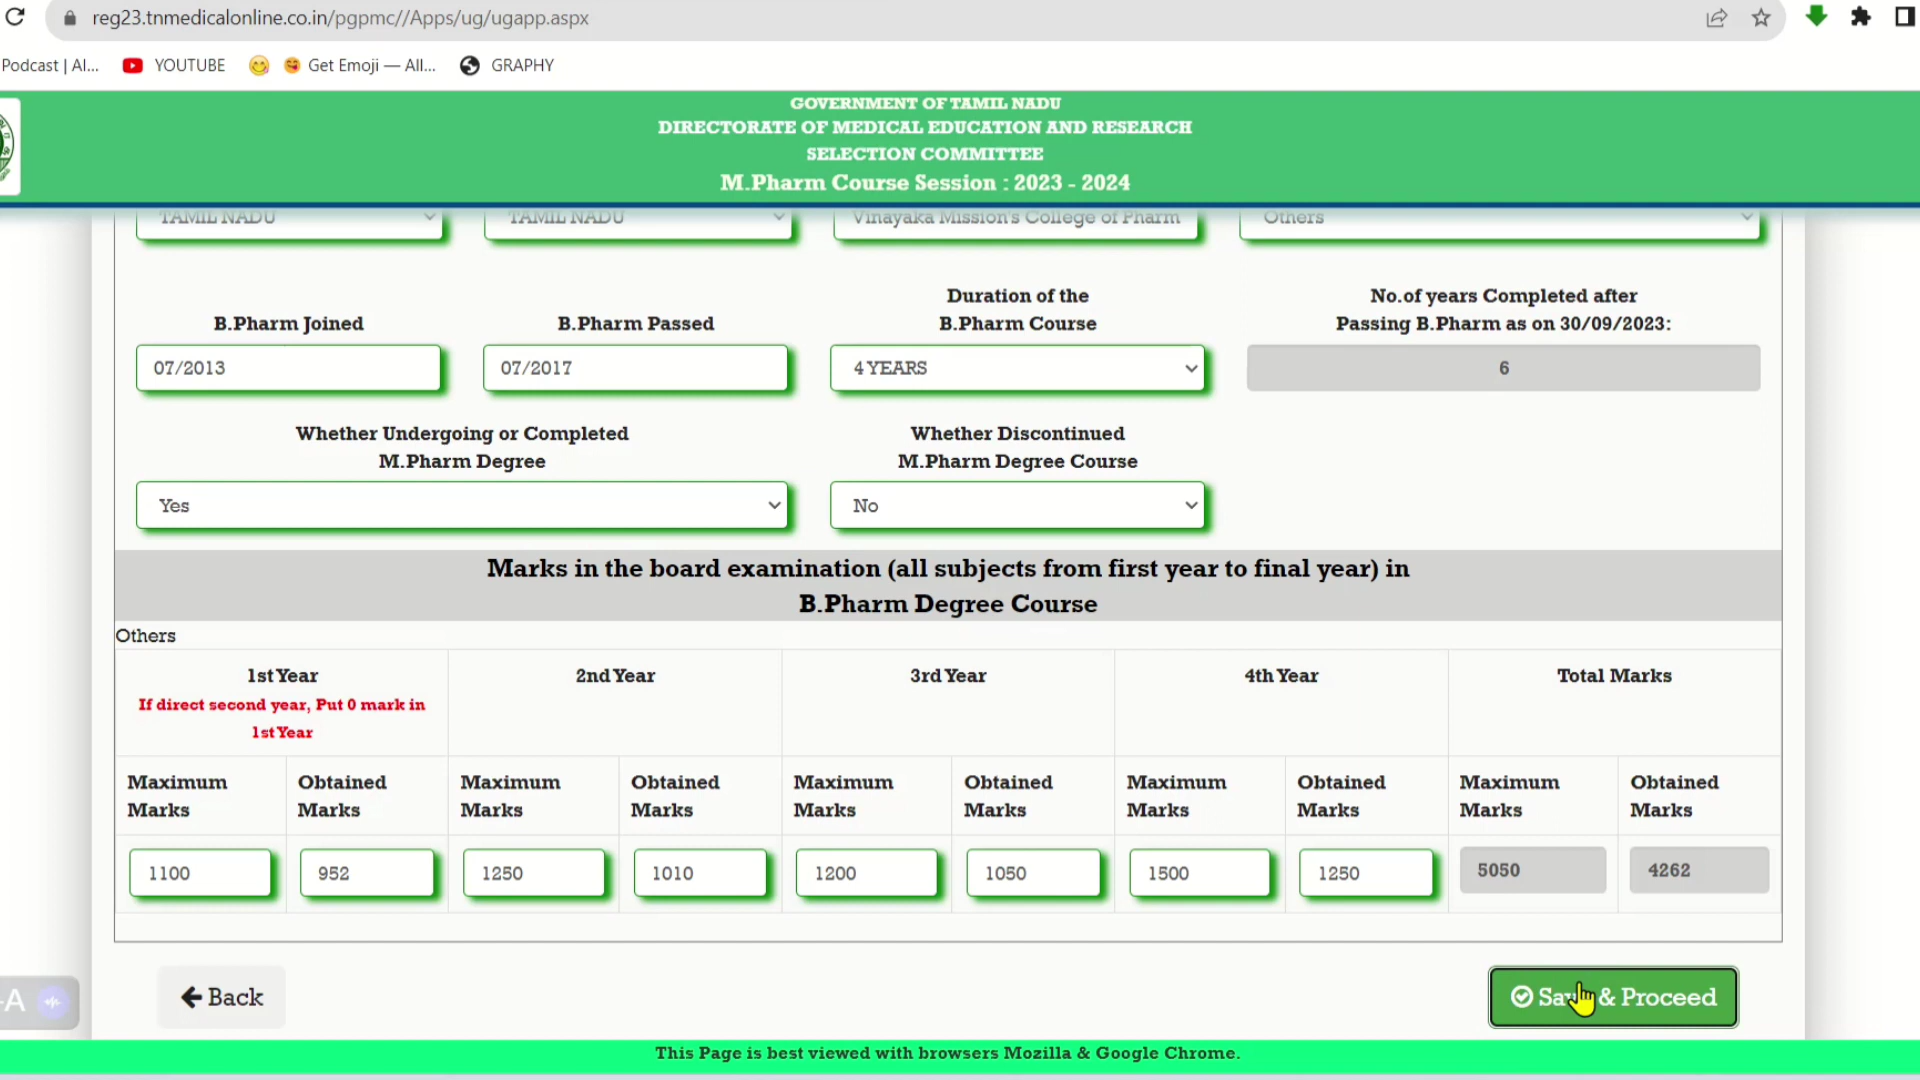 reg23.tnmedicalonline.co.in/pgpmc//Apps/ug/ugapp.aspx
Podcast | AI... YOUTUBE Get Emoji — All... GRAPHY
GOVERNMENT OF TAMIL NADU
DIRECTORATE OF MEDICAL EDUCATION AND RESEARCH
SELECTION COMMITTEE
M.Pharm Course Session : 2023 - 2024
TAMIL NADU TAMIL NADU Vinayaka Mission's College of Pharm Others
Duration of the No.of years Completed after
B.Pharm Joined B.Pharm Passed B.Pharm Course Passing B.Pharm as on 30/09/2023:
07/2013 07/2017 4 YEARS 6
Whether Undergoing or Completed Whether Discontinued
M.Pharm Degree M.Pharm Degree Course
Yes No
Marks in the board examination (all subjects from first year to final year) in
B.Pharm Degree Course
Others
1st Year 2nd Year 3rd Year 4th Year Total Marks
If direct second year, Put 0 mark in
1st Year
Maximum Obtained Maximum Obtained Maximum Obtained Maximum Obtained Maximum Obtained
Marks Marks Marks Marks Marks Marks Marks Marks Marks Marks
1100 952 1250 1010 1200 1050 1500 1250 5050 4262
Back & Proceed
This Page is best viewed with browsers Mozilla & Google Chrome.